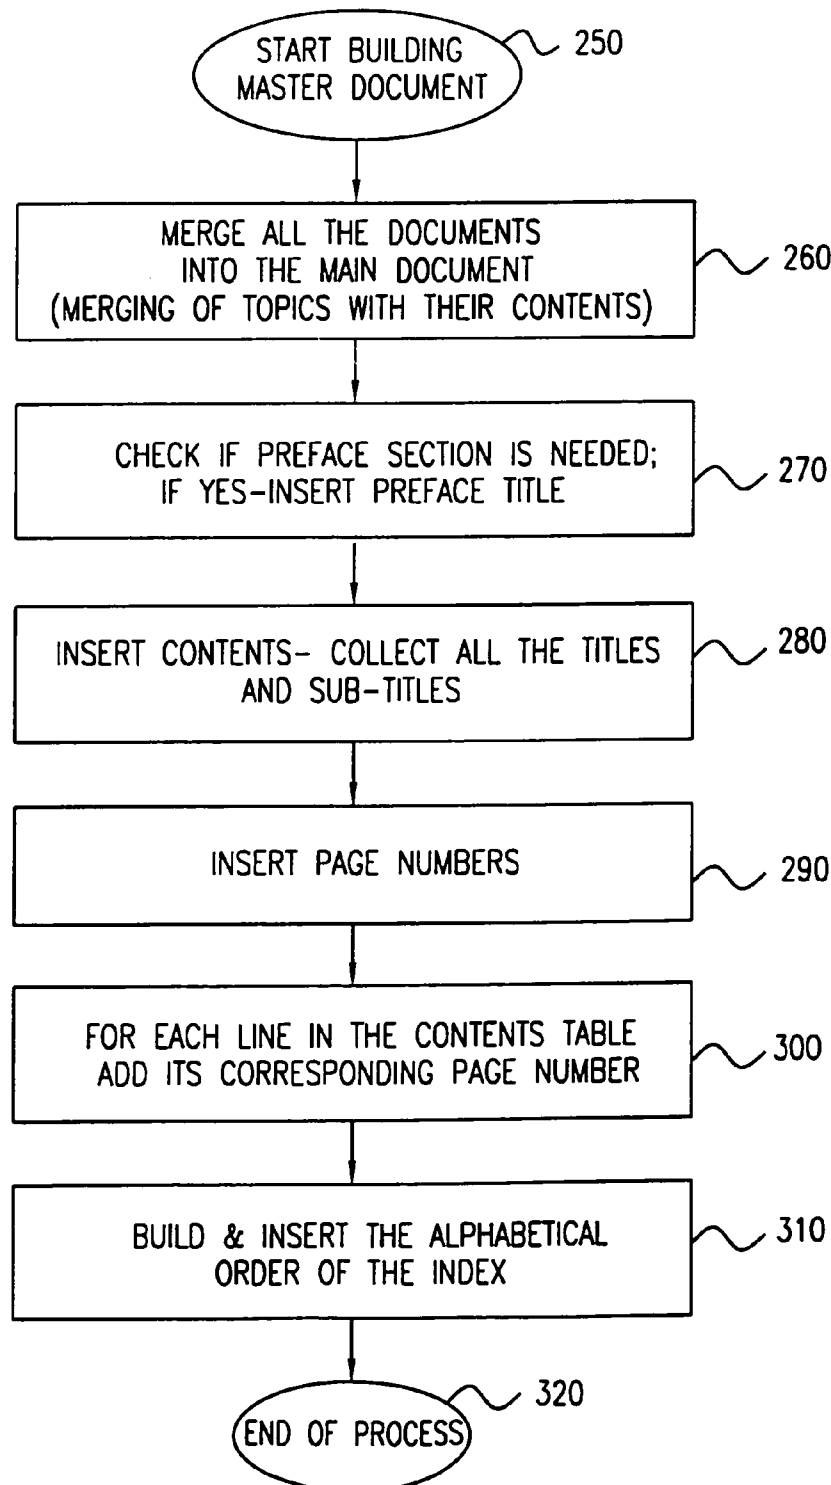 START BUILDING
MASTER DOCUMENT
250
MERGE ALL THE DOCUMENTS
INTO THE MAIN DOCUMENT
(MERGING OF TOPICS WITH THEIR CONTENTS)
260
CHECK IF PREFACE SECTION IS NEEDED;
IF YES-INSERT PREFACE TITLE
270
INSERT CONTENTS- COLLECT ALL THE TITLES
AND SUB-TITLES
280
INSERT PAGE NUMBERS
290
FOR EACH LINE IN THE CONTENTS TABLE
ADD ITS CORRESPONDING PAGE NUMBER
300
BUILD & INSERT THE ALPHABETICAL
ORDER OF THE INDEX
310
END OF PROCESS
320